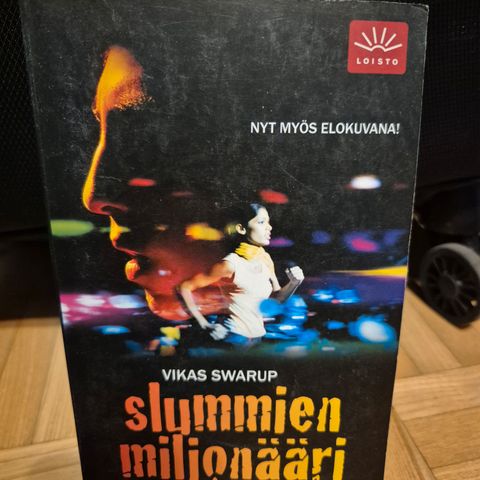 LOISTO
NYT MYÖS ELOKUVANA!
VIKAS SWARUP
slummien
miljonääri